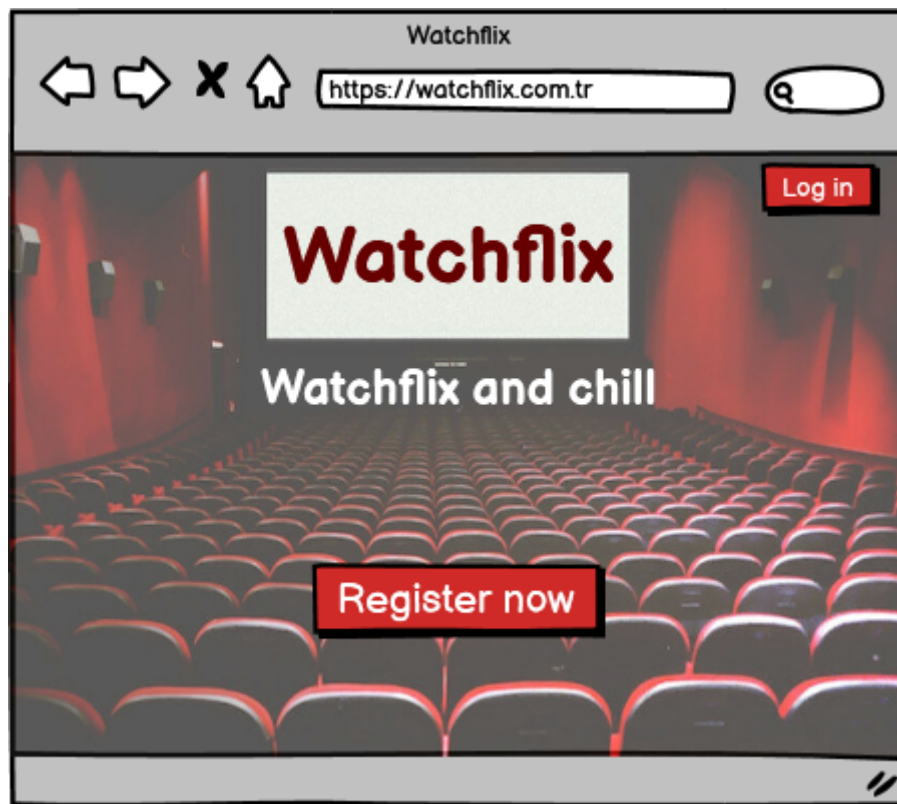 Watchflix
https://watchflix.com.tr
Log in
Watchflix
Watchflix and chill
Register now